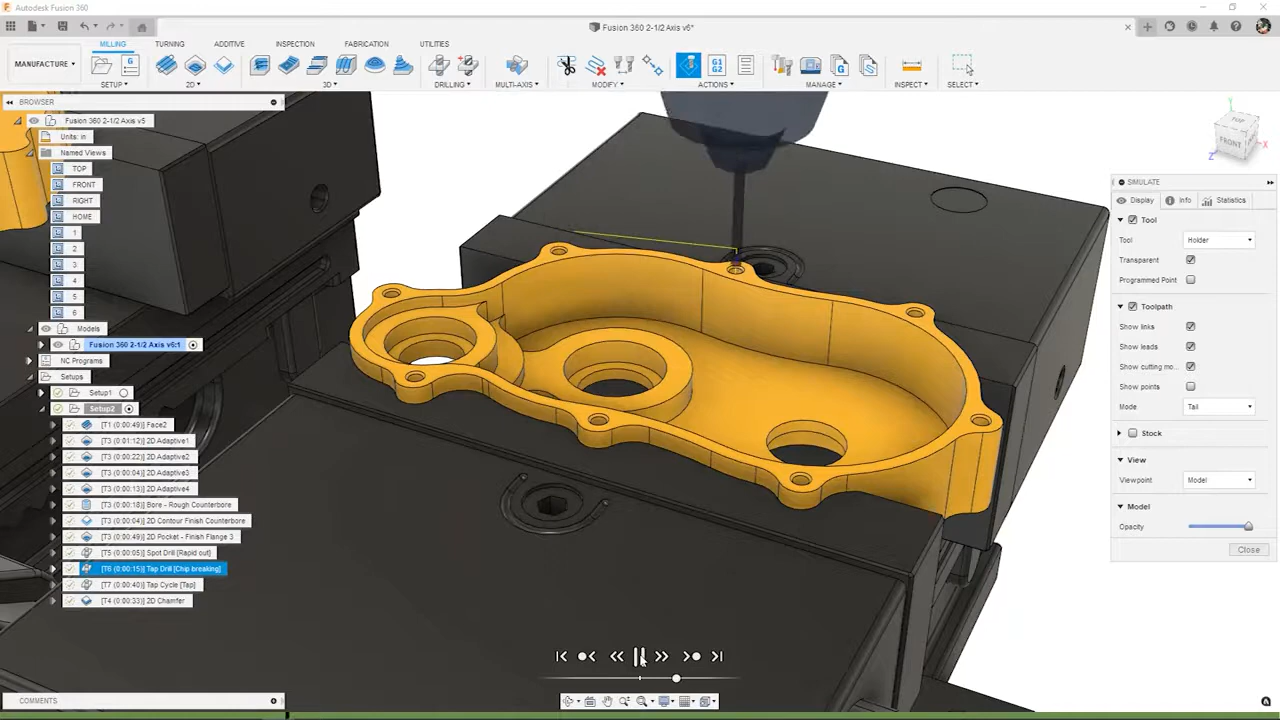 Autodesk Fusion 360
Fusion 360 2-1/2 Axis v6*
MILLING TURNING ADDITIVE INSPECTION FABRICATION UTILITIES
MANUFACTURE
G1
G2
SETUP 2D 3D DRILLING MULTI-AXIS MODIFY ACTIONS MANAGE INSPECT SELECT
BROWSER
Fusion 360 2-1/2 Axis v5
Units: in
Named Views
TOP
FRONT
RIGHT
HOME
1
2
3
4
5
6
Models
Fusion 360 2-1/2 Axis v6:1
NC Programs
Setups
Setup1
Setup2
[T1 (0:00:49)] Face2
[T3 (0:01:12)] 2D Adaptive1
[T3 (0:00:22)] 2D Adaptive2
[T3 (0:00:04)] 2D Adaptive3
[T3 (0:00:13)] 2D Adaptive4
[T3 (0:00:18)] Bore - Rough Counterbore
[T3 (0:00:04)] 2D Contour Finish Counterbore
[T3 (0:00:49)] 2D Pocket - Finish Flange 3
[T5 (0:00:05)] Spot Drill [Rapid out]
[T6 (0:00:15)] Tap Drill [Chip breaking]
[T7 (0:00:40)] Tap Cycle [Tap]
[T4 (0:00:33)] 2D Chamfer
COMMENTS
Y
TOP
FRONT
X
Z
SIMULATE
Display Info Statistics
Tool
Tool Holder
Transparent
Programmed Point
Toolpath
Show links
Show leads
Show cutting mo...
Show points
Mode Tail
Stock
View
Viewpoint Model
Model
Opacity
Close